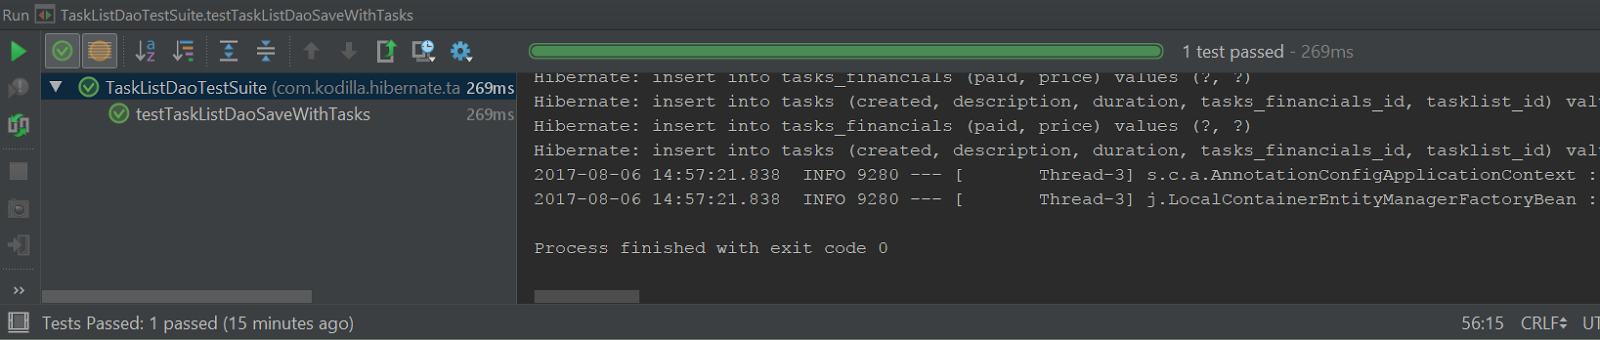 Run TaskListDaoTestSuite.testTaskListDaoSaveWithTasks
1 test passed - 269ms
TaskListDaoTestSuite (com.kodilla.hibernate.ta 269ms
testTaskListDaoSaveWithTasks 269ms
Hibernate: insert into tasks_financials (paid, price) values (?, ?)
Hibernate: insert into tasks (created, description, duration, tasks_financials_id, tasklist_id) val
Hibernate: insert into tasks_financials (paid, price) values (?, ?)
Hibernate: insert into tasks (created, description, duration, tasks_financials_id, tasklist_id) val
2017-08-06 14:57:21.838  INFO 9280 --- [       Thread-3] s.c.a.AnnotationConfigApplicationContext :
2017-08-06 14:57:21.838  INFO 9280 --- [       Thread-3] j.LocalContainerEntityManagerFactoryBean :
Process finished with exit code 0
Tests Passed: 1 passed (15 minutes ago)
56:15 CRLF UT